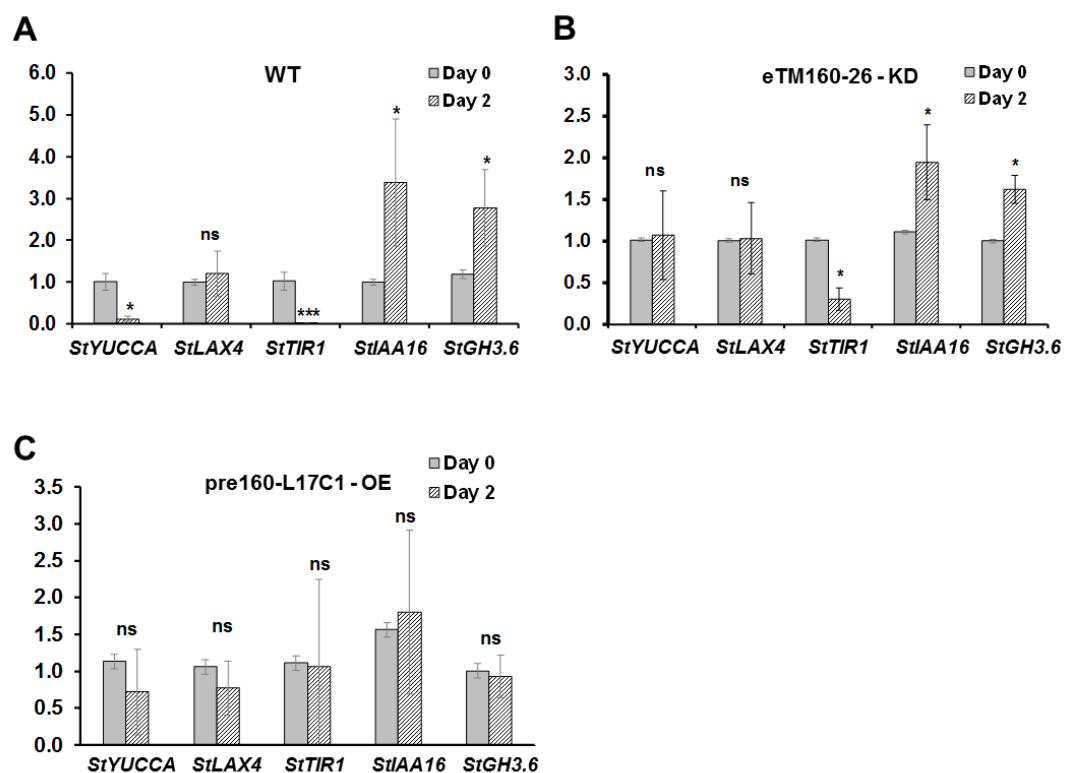 A
WT
Day 0
Day 2
6.0
5.0
4.0
3.0
2.0
1.0
0.0
*
ns
***
*
*
StYUCCA StLAX4 StTIR1 StIAA16 StGH3.6
B
eTM160-26 - KD
Day 0
Day 2
3.0
2.5
2.0
1.5
1.0
0.5
0.0
ns
ns
*
*
*
StYUCCA StLAX4 StTIR1 StIAA16 StGH3.6
C
pre160-L17C1 - OE
Day 0
Day 2
3.5
3.0
2.5
2.0
1.5
1.0
0.5
0.0
ns
ns
ns
ns
ns
StYUCCA StLAX4 StTIR1 StIAA16 StGH3.6